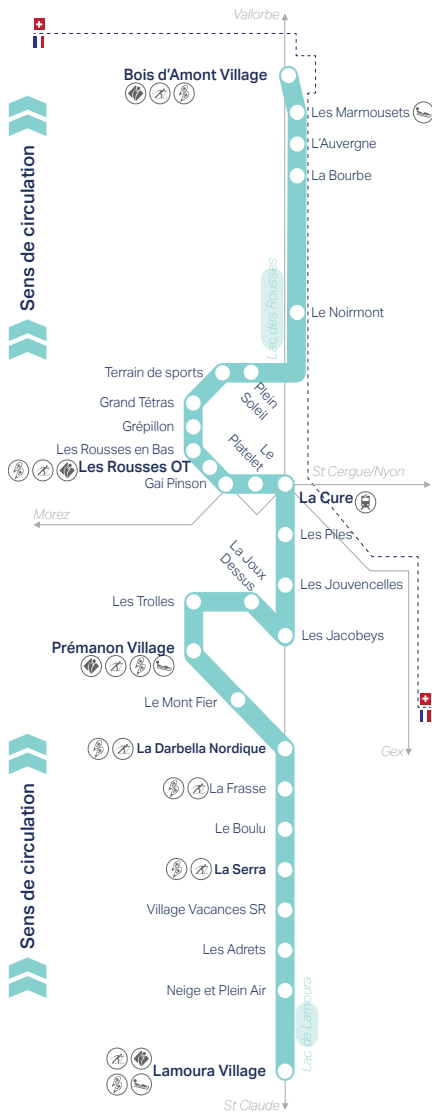 Vallorbe
Bois d'Amont Village
Les Marmousets
L'Auvergne
La Bourbe
Sens de circulation
Lac des Rousses
Le Noirmont
Terrain de sports
Plein
Soleil
Grand Tétras
Grépillon
Les Rousses en Bas
Le
Platelet
Les Rousses OT
St Cergue/Nyon
Gai Pinson
La Cure
Morez
Les Piles
La Joux
Dessus
Les Jouvencelles
Les Trolles
Les Jacobeys
Prémanon Village
Le Mont Fier
La Darbella Nordique
Gex
La Frasse
Sens de circulation
Le Boulu
La Serra
Village Vacances SR
Les Adrets
Neige et Plein Air
Lac de Lamoura
Lamoura Village
St Claude